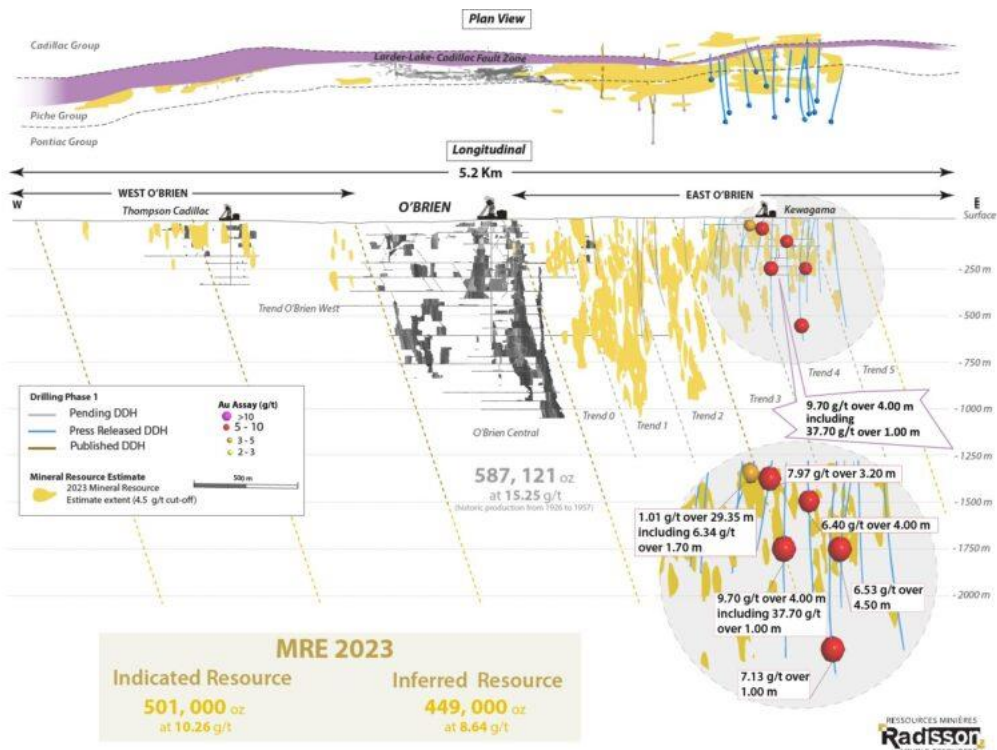 Plan View
Cadillac Group
Larder-Lake- Cadillac Fault Zone
Piche Group
Pontiac Group
Longitudinal
5.2 Km
WEST O'BRIEN
EAST O'BRIEN
W
Thompson Cadillac
O'BRIEN
Kewagama
E
Surface
- 250 m
Trend O'Brien West
- 500 m
- 750 m
Trend 4
Trend 5
Trend 3
Drilling Phase 1
Pending DDH
Press Released DDH
Published DDH
Au Assay (g/t)
>10
5 - 10
3 - 5
2 - 3
Mineral Resource Estimate
2023 Mineral Resource
Estimate extent (4.5 g/t cut-off)
500 m
Trend 0
Trend 1
Trend 2
9.70 g/t over 4.00 m
including
37.70 g/t over 1.00 m
- 1000 m
O'Brien Central
587, 121 oz
at 15.25 g/t
(historic production from 1926 to 1957)
- 1250 m
7.97 g/t over 3.20 m
- 1500 m
1.01 g/t over 29.35 m
including 6.34 g/t
over 1.70 m
6.40 g/t over 4.00 m
- 1750 m
6.53 g/t over
4.50 m
- 2000 m
9.70 g/t over 4.00 m
including 37.70 g/t
over 1.00 m
7.13 g/t over
1.00 m
MRE 2023
Indicated Resource
501, 000 oz
at 10.26 g/t
Inferred Resource
449, 000 oz
at 8.64 g/t
RESSOURCES MINIÈRES
Radisson